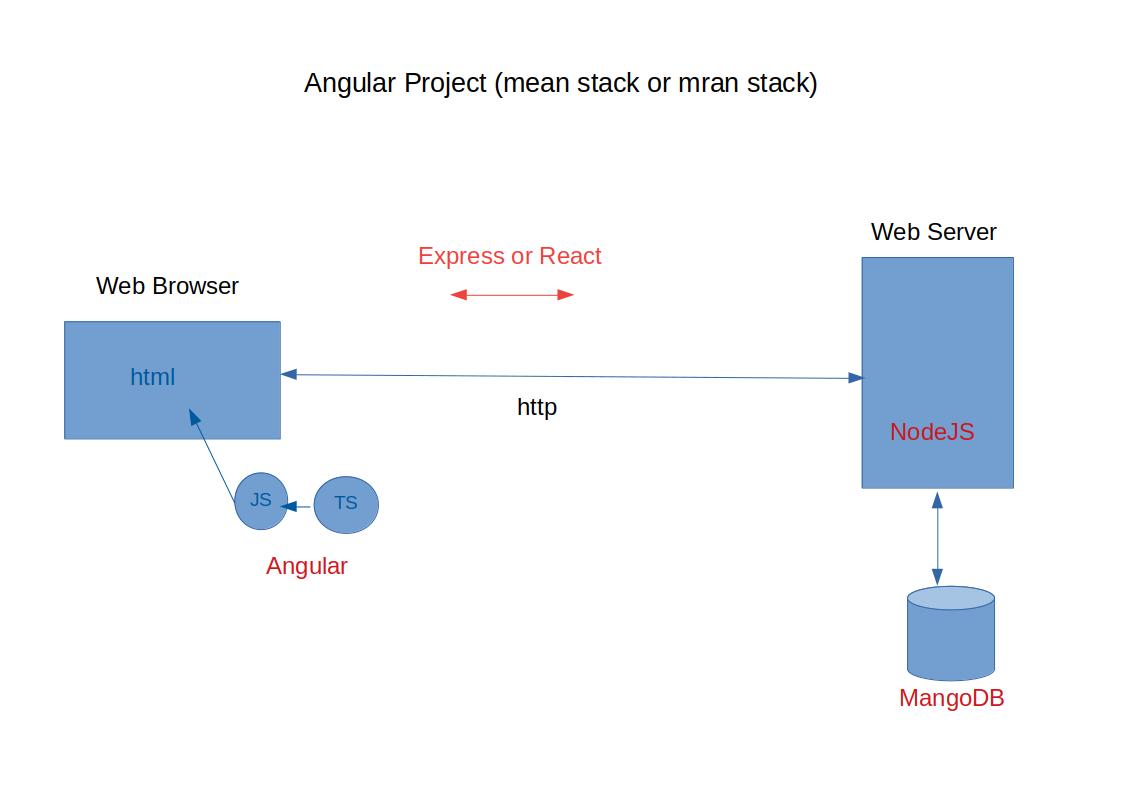 Angular Project (mean stack or mran stack)
Web Server
Express or React
Web Browser
html
http
NodeJS
JS
TS
Angular
MangoDB